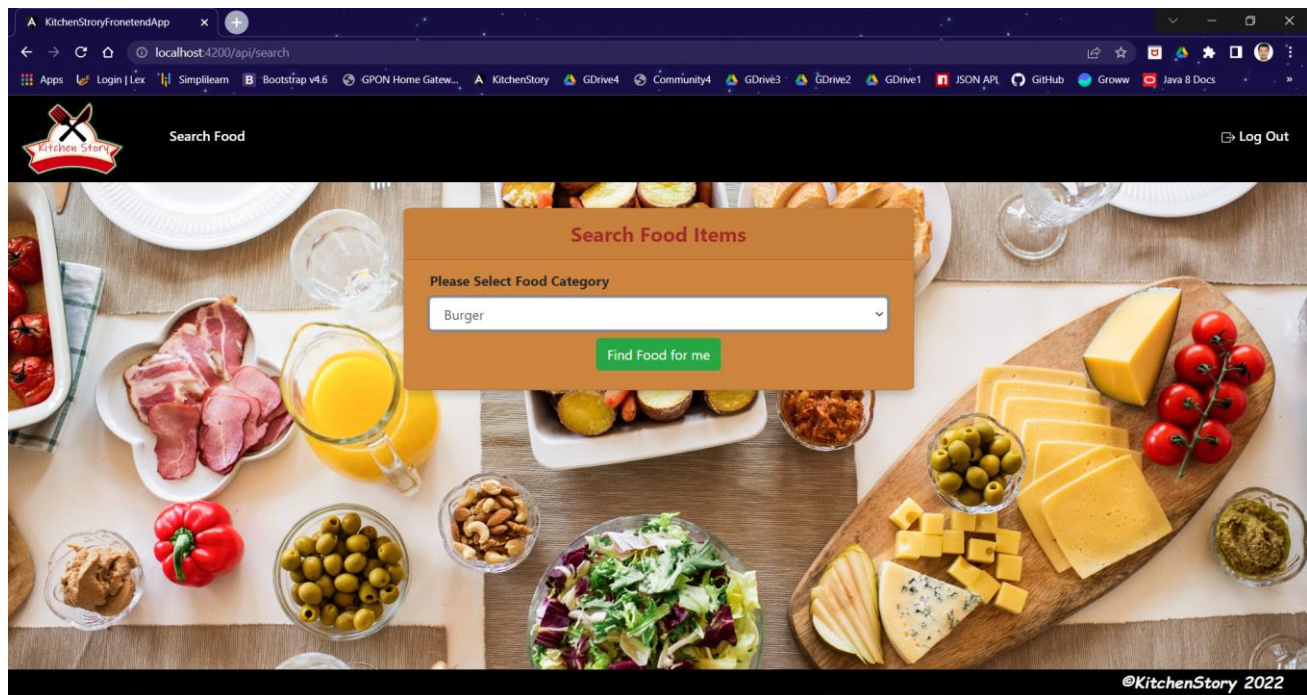 KitchenStroryFronetendApp
localhost:4200/api/search
Apps Login | Lex Simplilearn Bootstrap v4.6 GPON Home Gatew... KitchenStory GDrive4 Community4 GDrive3 GDrive2 GDrive1 JSON API, GitHub Groww Java 8 Docs »
Kitchen Story
Search Food
Log Out
Search Food Items
Please Select Food Category
Burger
Find Food for me
©KitchenStory 2022